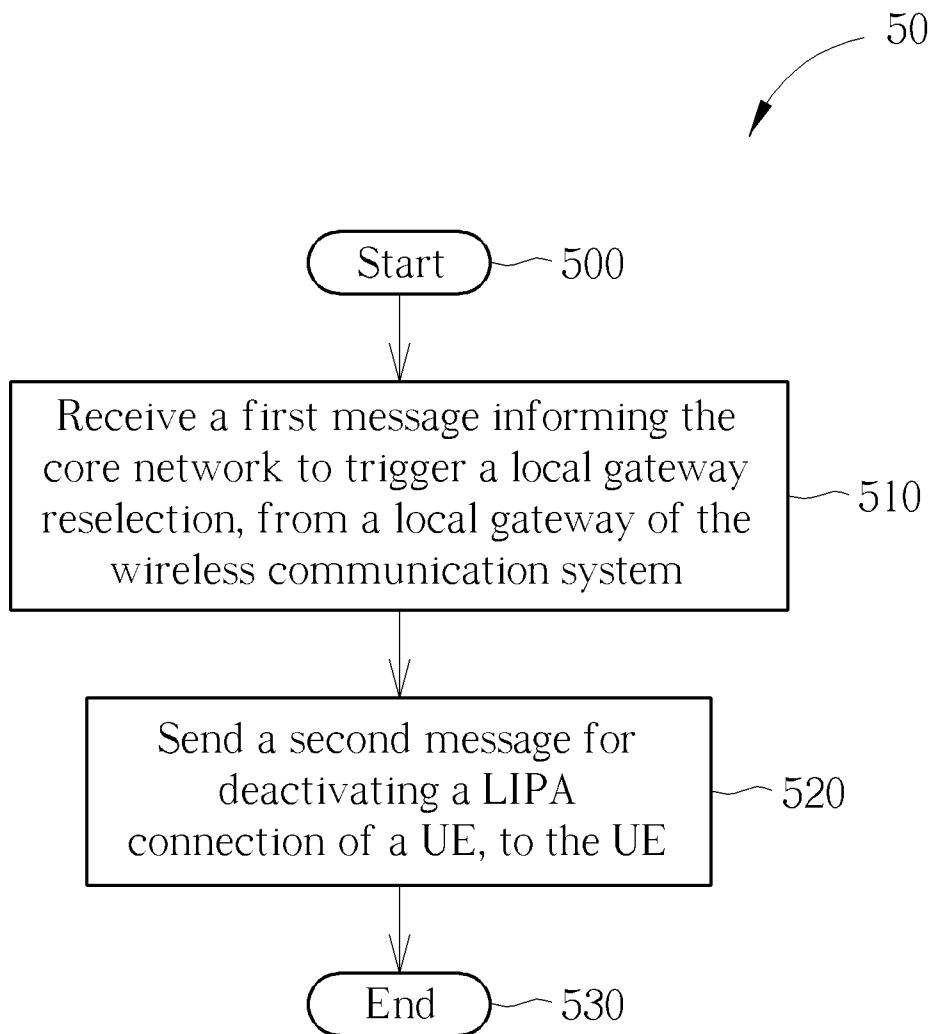 50
Start
500
Receive a first message informing the
core network to trigger a local gateway
reselection, from a local gateway of the
wireless communication system
510
Send a second message for
deactivating a LIPA
connection of a UE, to the UE
520
End
530